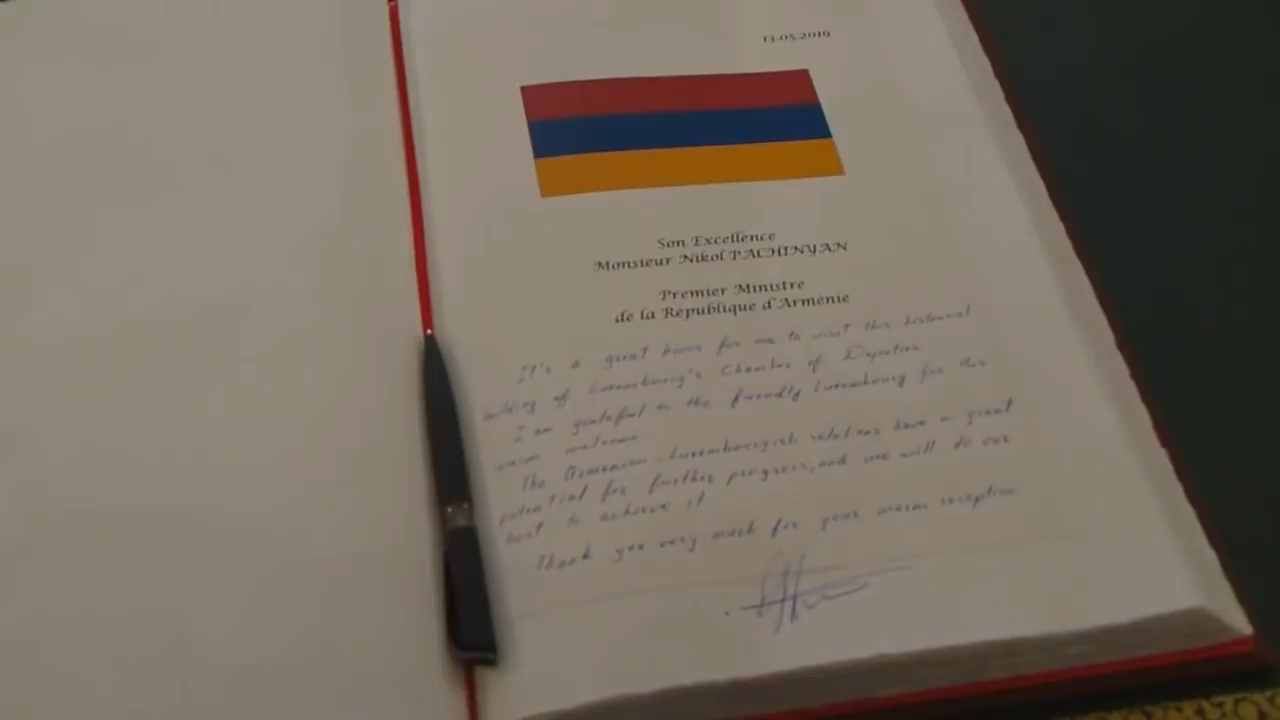 13.05.2019
Son Excellence
Monsieur Nikol PACHINYAN
Premier Ministre
de la République d'Arménie
It's a great honor for me to visit this historical
building of Luxembourg's Chamber of Deputies
I am grateful to the friendly Luxembourg for this
warm welcome
The Armenian-Luxembourgish relations have a great
potential for further progress, and we will do our
best to achieve it
Thank you very much for your warm reception